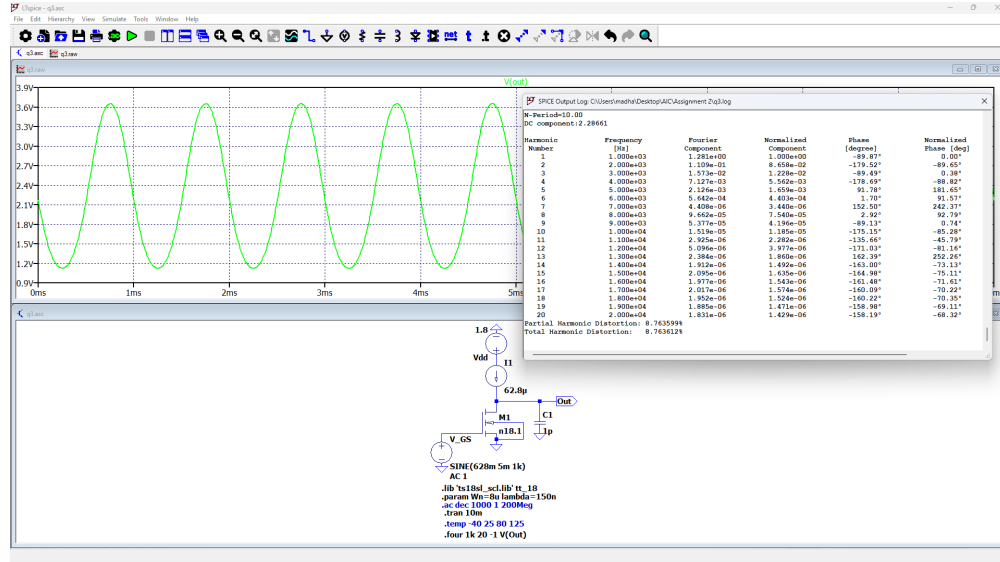 LTspice - q3.asc
File Edit Hierarchy View Simulate Tools Window Help
q3.asc q3.raw
q3.raw
V(out)
3.9V
3.6V
3.3V
3.0V
2.7V
2.4V
2.1V
1.8V
1.5V
1.2V
0.9V
0ms 1ms 2ms 3ms 4ms 5ms
SPICE Output Log: C:\Users\madha\Desktop\AIC\Assignment 2\q3.log
N-Period=10.00
DC component:2.28661
Harmonic Frequency Fourier Normalized Phase Normalized
Number [Hz] Component Component [degree] Phase [deg]
1 1.000e+03 1.281e+00 1.000e+00 -89.87° 0.00°
2 2.000e+03 1.109e-01 8.658e-02 -179.52° -89.65°
3 3.000e+03 1.573e-02 1.228e-02 -89.49° 0.38°
4 4.000e+03 7.127e-03 5.562e-03 -178.69° -88.82°
5 5.000e+03 2.126e-03 1.659e-03 91.78° 181.65°
6 6.000e+03 5.642e-04 4.403e-04 1.70° 91.57°
7 7.000e+03 4.408e-06 3.440e-06 152.50° 242.37°
8 8.000e+03 9.662e-05 7.540e-05 2.92° 92.79°
9 9.000e+03 5.377e-05 4.196e-05 -89.13° 0.74°
10 1.000e+04 1.519e-05 1.185e-05 -175.15° -85.28°
11 1.100e+04 2.925e-06 2.282e-06 -135.66° -45.79°
12 1.200e+04 5.096e-06 3.977e-06 -171.03° -81.16°
13 1.300e+04 2.384e-06 1.860e-06 162.39° 252.26°
14 1.400e+04 1.912e-06 1.492e-06 -163.00° -73.13°
15 1.500e+04 2.095e-06 1.635e-06 -164.98° -75.11°
16 1.600e+04 1.977e-06 1.543e-06 -161.48° -71.61°
17 1.700e+04 2.017e-06 1.574e-06 -160.09° -70.22°
18 1.800e+04 1.952e-06 1.524e-06 -160.22° -70.35°
19 1.900e+04 1.885e-06 1.471e-06 -158.98° -69.11°
20 2.000e+04 1.831e-06 1.429e-06 -158.19° -68.32°
Partial Harmonic Distortion: 8.763599%
Total Harmonic Distortion: 8.763612%
q3.asc
1.8
Vdd
I1
62.8µ
Out
M1
n18.1
C1
1p
V_GS
SINE(628m 5m 1k)
AC 1
.lib 'ts18sl_scl.lib' tt_18
.param Wn=8u lambda=150n
.ac dec 1000 1 200Meg
.tran 10m
.temp -40 25 80 125
.four 1k 20 -1 V(Out)